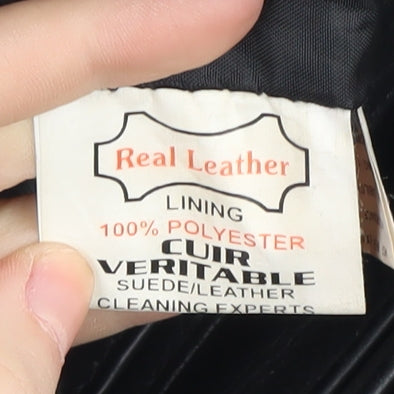 Real Leather
LINING
100% POLYESTER
CUIR
VERITABLE
SUEDE/LEATHER
CLEANING EXPERTS